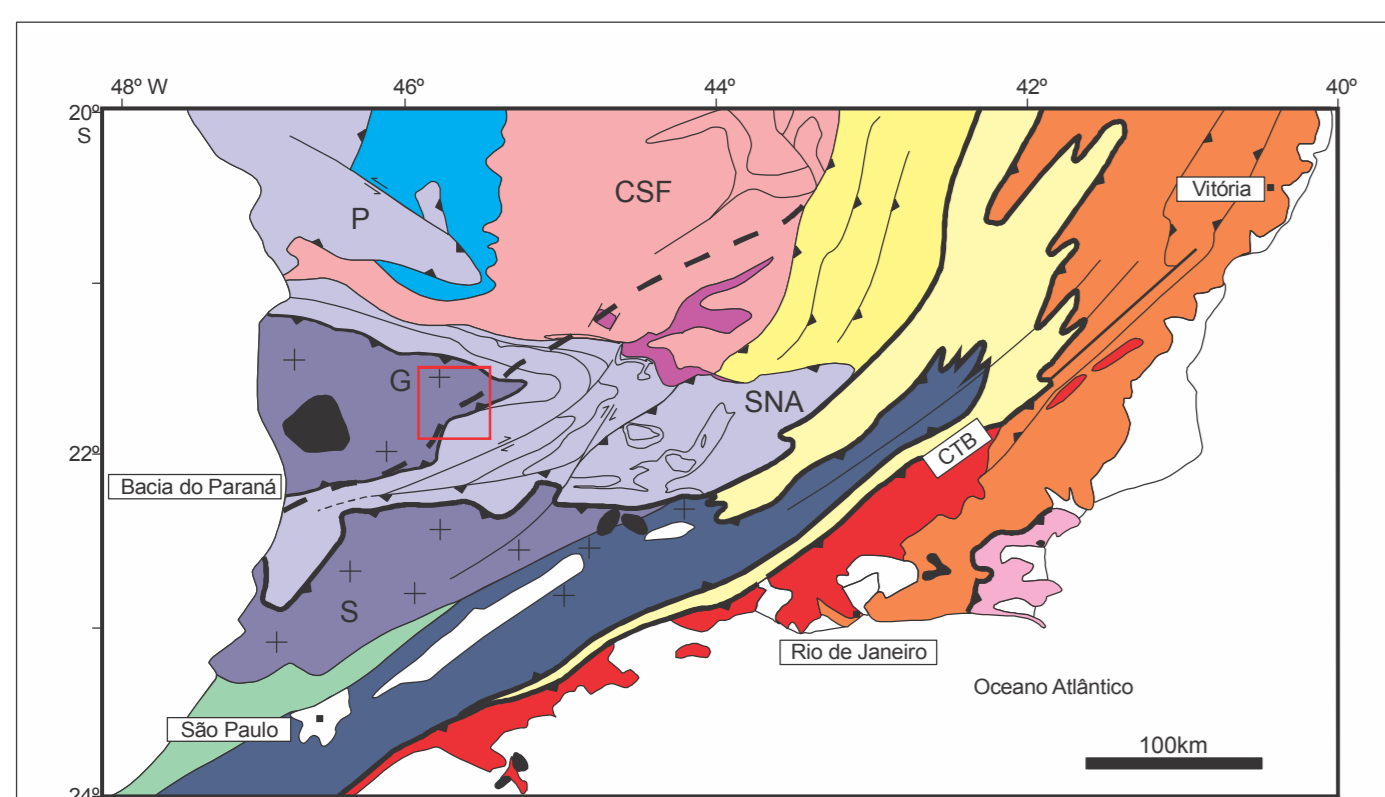 48º W 46º 44º 42º 40º
20º
S
CSF
Vitória
P
G
SNA
22º
CTB
Bacia do Paraná
S
Rio de Janeiro
Oceano Atlântico
São Paulo
100km
24º